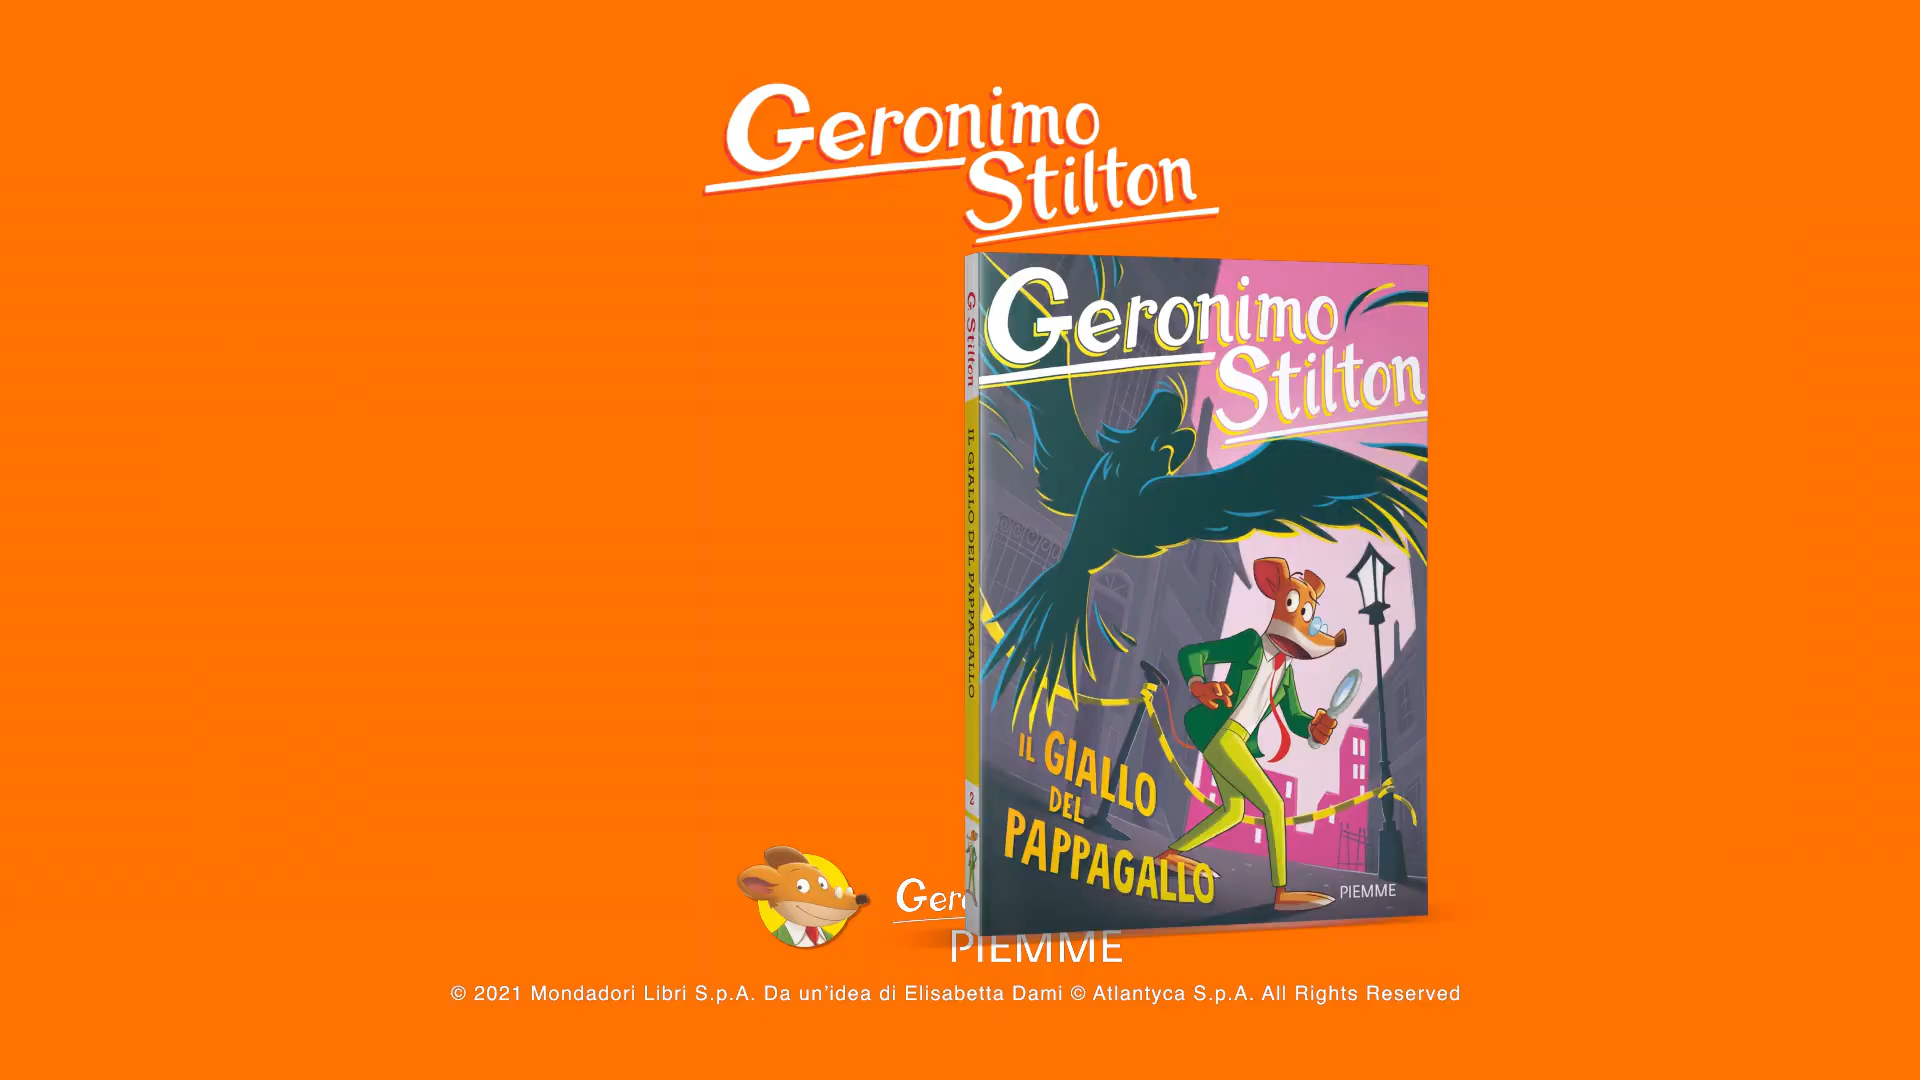 Geronimo
Stilton
Geronimo
Stilton
G. Stilton
IL GIALLO DEL PAPPAGALLO
2
IL GIALLO
DEL
PAPPAGALLO
PIEMME
PIEMME
© 2021 Mondadori Libri S.p.A. Da un'idea di Elisabetta Dami © Atlantyca S.p.A. All Rights Reserved